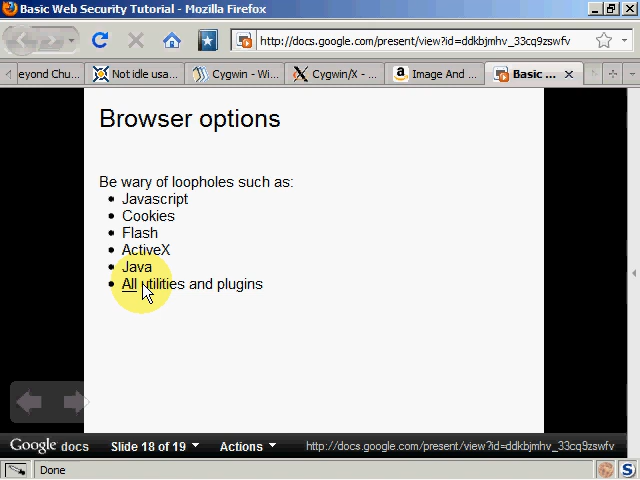 Basic Web Security Tutorial - Mozilla Firefox
http://docs.google.com/present/view?id=ddkbjmhv_33cq9zswfv
eyond Chu...
Not idle usa...
Cygwin - Wi...
Cygwin/X - ...
Image And ...
Basic ...
Browser options
Be wary of loopholes such as:
Javascript
Cookies
Flash
ActiveX
Java
All utilities and plugins
Google docs
Slide 18 of 19
Actions
http://docs.google.com/present/view?id=ddkbjmhv_33cq9zswfv
Done